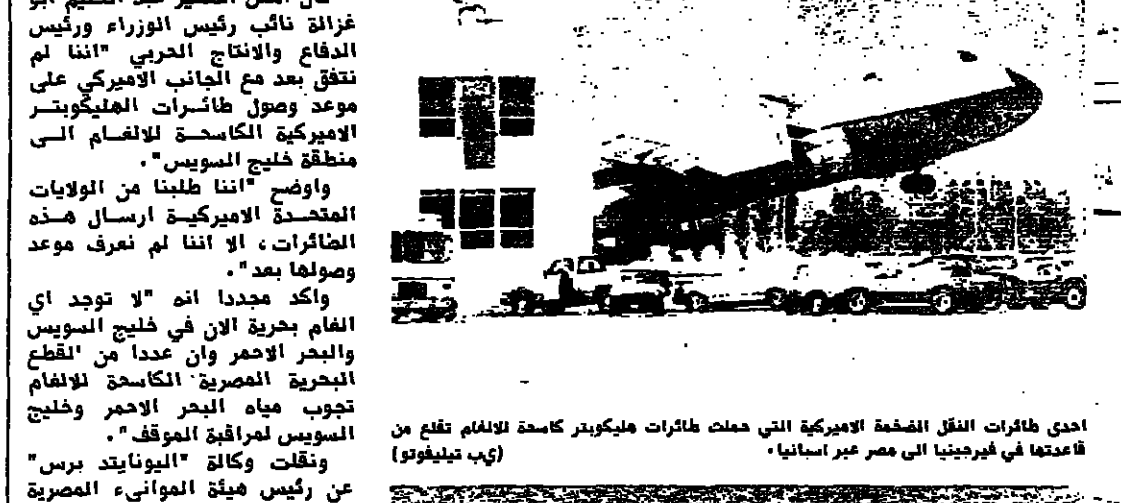 غزالة نائب رئيس الوزراء ورئيس
الدفاع والانتاج الحربي "اننا لم
نتفق بعد مع الجانب الاميركي على
موعد وصول طائرات الهليكوبتر
الاميركية الكاسحة للالغام الى
منطقة خليج السويس".
واوضح "اننا طلبنا من الولايات
المتحدة الاميركية ارسال هذه
الطائرات، الا اننا لم نعرف موعد
وصولها بعد".
واكد مجددا انه "لا توجد اي
الغام بحرية الان في خليج السويس
والبحر الاحمر وان عددا من القطع
البحرية المصرية الكاسحة للالغام
تجوب مياه البحر الاحمر وخليج
السويس لمراقبة الموقف".
ونقلت وكالة "اليونايتد برس"
عن رئيس هيئة الموانىء المصرية
احدى طائرات النقل الضخمة الاميركية التي حملت طائرات هليكوبتر كاسحة للالغام تقلع من
قاعدتها في فيرجينيا الى مصر عبر اسبانيا. (ي‌ب تيليفوتو)